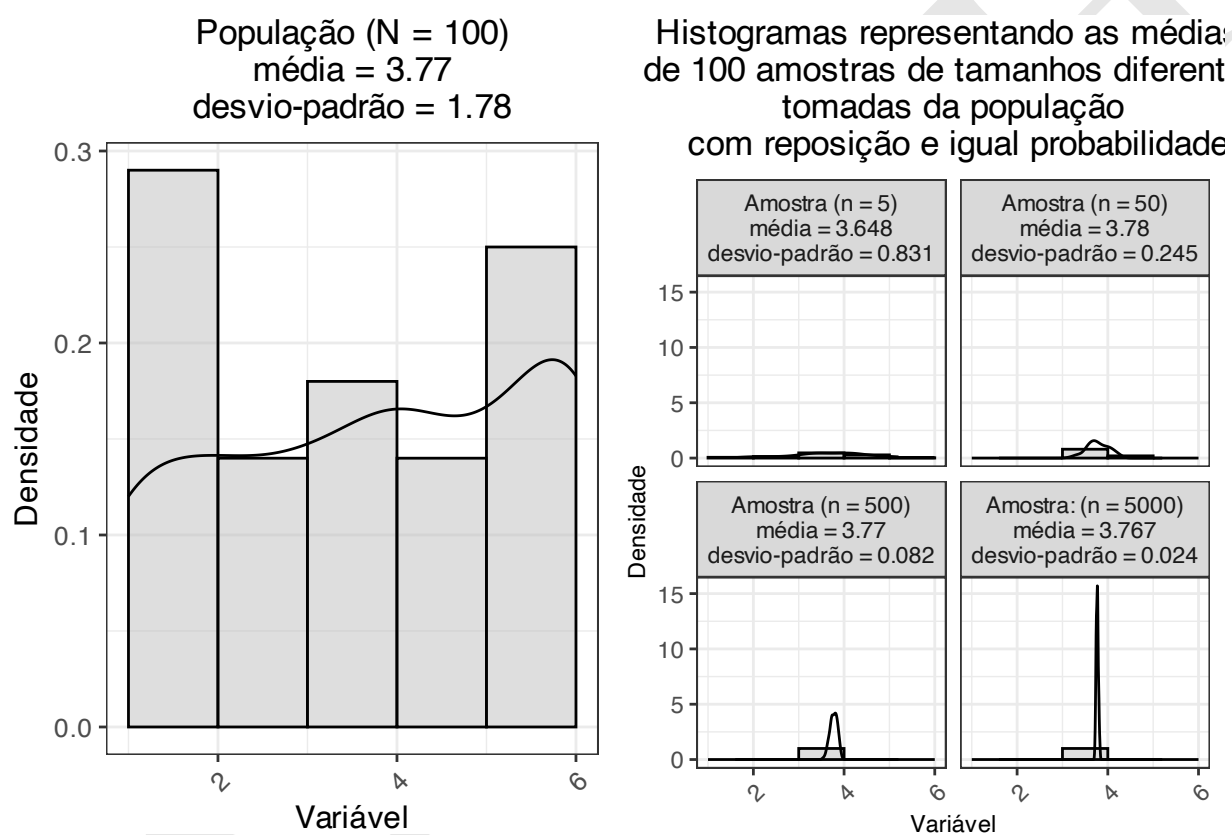 População (N = 100)
média = 3.77
desvio-padrão = 1.78
0.3
0.2
0.1
0.0
Densidade
2
4
6
Variável
Histogramas representando as média
de 100 amostras de tamanhos diferent
tomadas da população
com reposição e igual probabilidade
Amostra (n = 5)
média = 3.648
desvio-padrão = 0.831
Amostra (n = 50)
média = 3.78
desvio-padrão = 0.245
15
10
5
0
Densidade
Amostra (n = 500)
média = 3.77
desvio-padrão = 0.082
Amostra: (n = 5000)
média = 3.767
desvio-padrão = 0.024
15
10
5
0
2
4
6
2
4
6
Variável